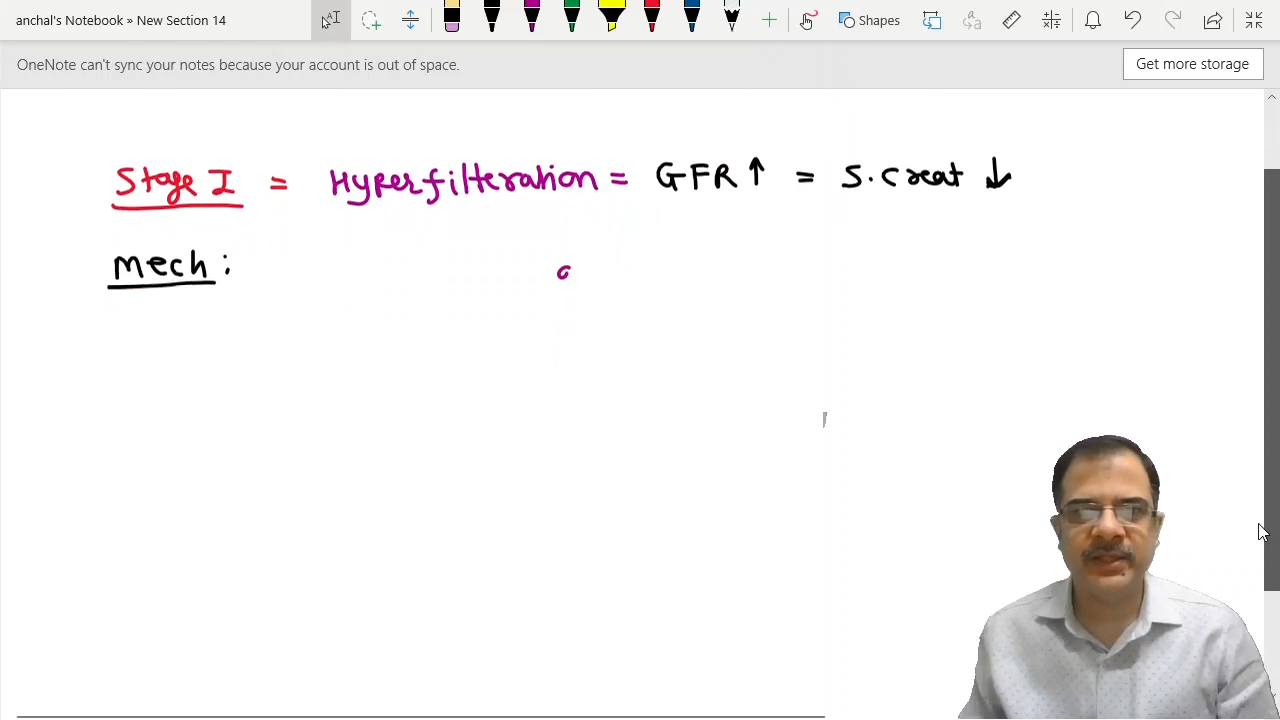 anchal's Notebook » New Section 14
Shapes
OneNote can't sync your notes because your account is out of space.
Get more storage
Stage I = Hyperfilteration = GFR ↑ = S.Creat ↓
Mech :